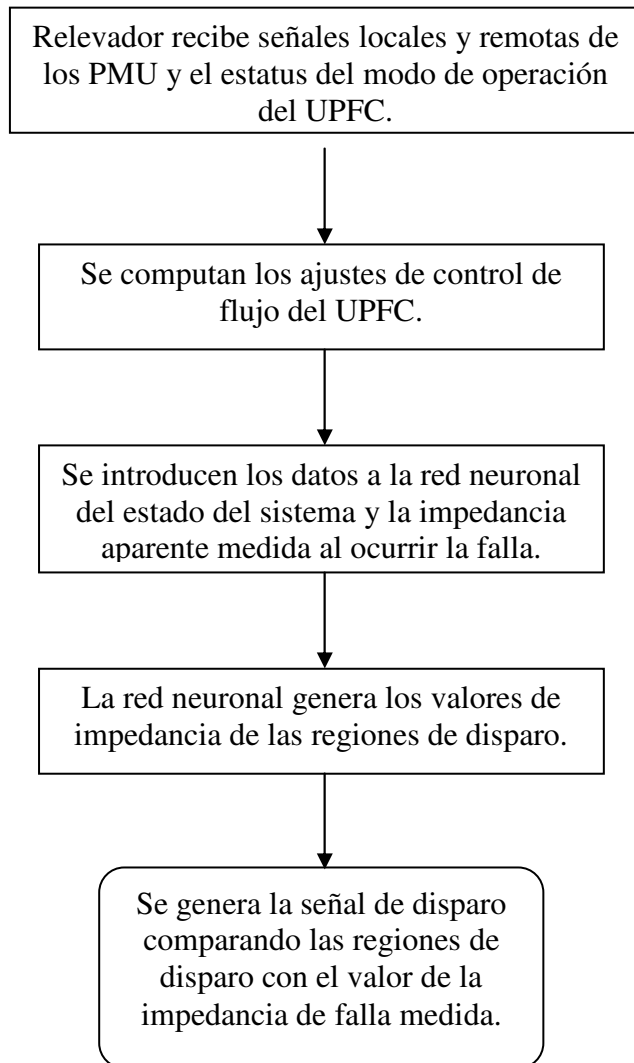 Relevador recibe señales locales y remotas de
los PMU y el estatus del modo de operación
del UPFC.
Se computan los ajustes de control de
flujo del UPFC.
Se introducen los datos a la red neuronal
del estado del sistema y la impedancia
aparente medida al ocurrir la falla.
La red neuronal genera los valores de
impedancia de las regiones de disparo.
Se genera la señal de disparo
comparando las regiones de
disparo con el valor de la
impedancia de falla medida.